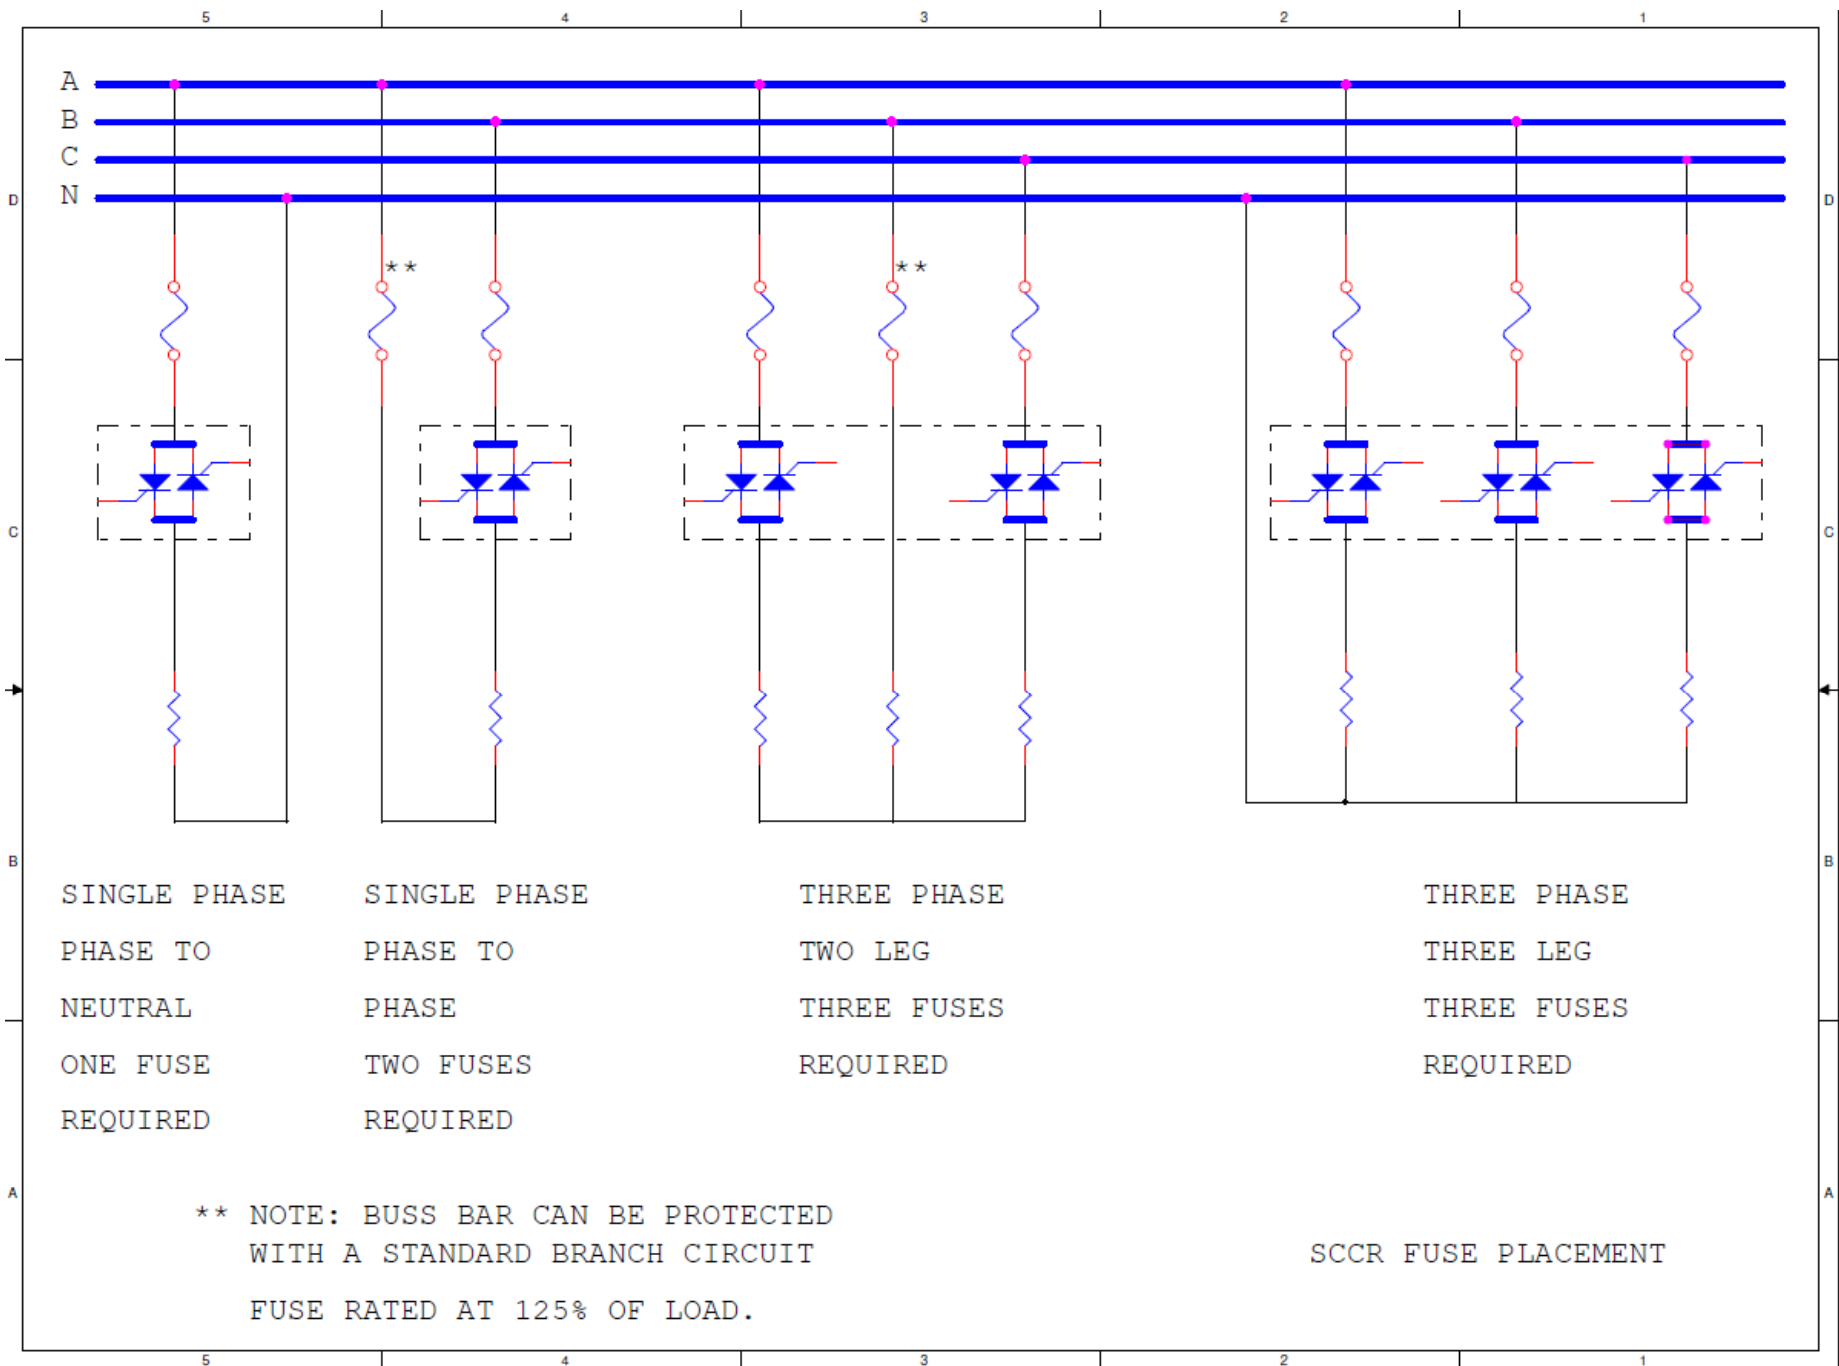 5 4 3 2 1
A
B
C
N
D D
** **
C C
B B
SINGLE PHASE SINGLE PHASE THREE PHASE THREE PHASE
PHASE TO PHASE TO TWO LEG THREE LEG
NEUTRAL PHASE THREE FUSES THREE FUSES
ONE FUSE TWO FUSES REQUIRED REQUIRED
REQUIRED REQUIRED
A A
** NOTE: BUSS BAR CAN BE PROTECTED
WITH A STANDARD BRANCH CIRCUIT SCCR FUSE PLACEMENT
FUSE RATED AT 125% OF LOAD.
5 4 3 2 1